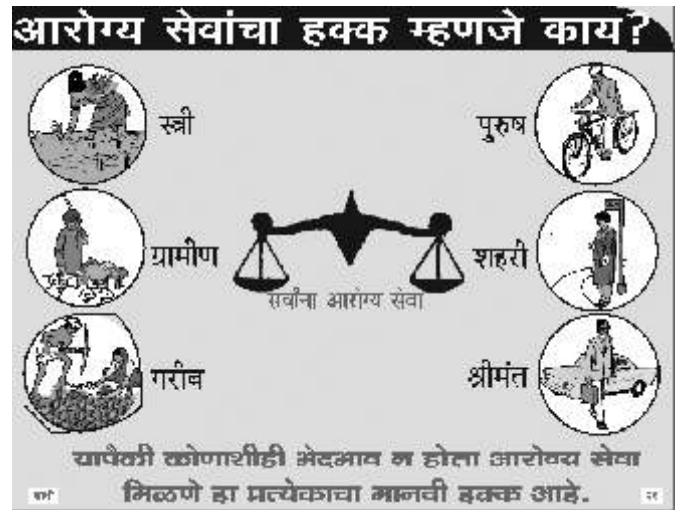 आरोग्य सेवांचा हक्क म्हणजे काय?
स्त्री
पुरुष
ग्रामीण
शहरी
सर्वांना आरोग्य सेवा
गरीब
श्रीमंत
यापैकी कोणाशीही भेदभाव न होता आरोग्य सेवा
मिळणे हा प्रत्येकाचा मानवी हक्क आहे.